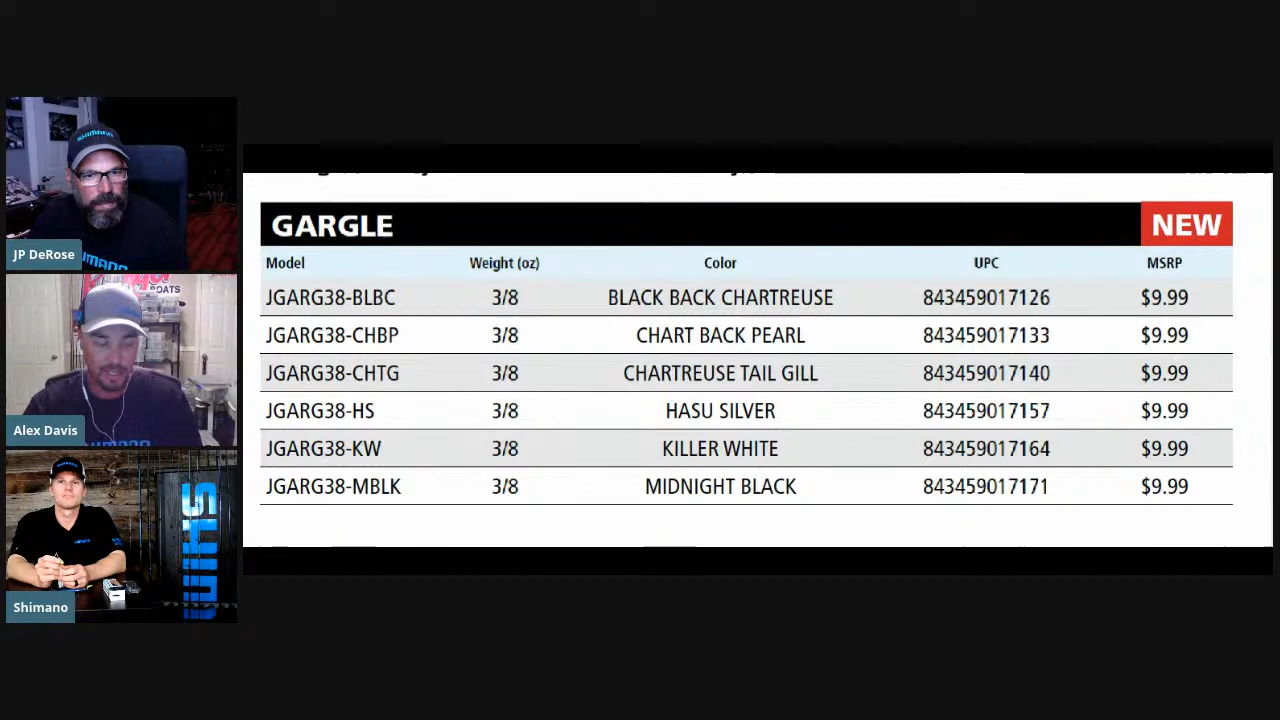 SHIMANO
JP DeRose
BOATS
Alex Davis
SHIMANO
Shimano
GARGLE NEW
Model Weight (oz) Color UPC MSRP
JGARG38-BLBC 3/8 BLACK BACK CHARTREUSE 843459017126 $9.99
JGARG38-CHBP 3/8 CHART BACK PEARL 843459017133 $9.99
JGARG38-CHTG 3/8 CHARTREUSE TAIL GILL 843459017140 $9.99
JGARG38-HS 3/8 HASU SILVER 843459017157 $9.99
JGARG38-KW 3/8 KILLER WHITE 843459017164 $9.99
JGARG38-MBLK 3/8 MIDNIGHT BLACK 843459017171 $9.99